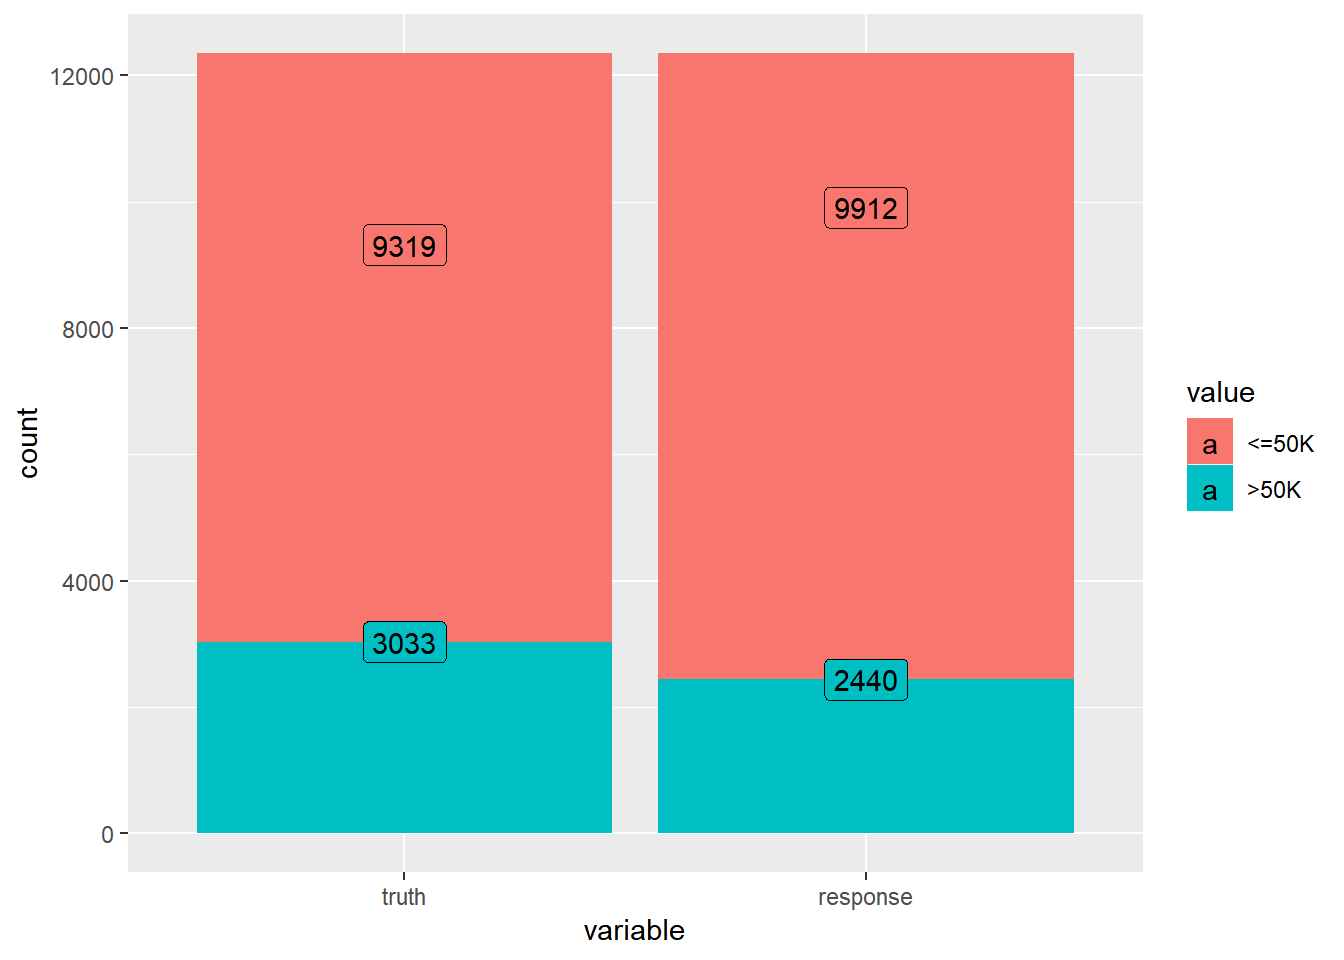 12000
8000
4000
0
count
9319
9912
3033
2440
truth
response
variable
value
a <=50K
a >50K